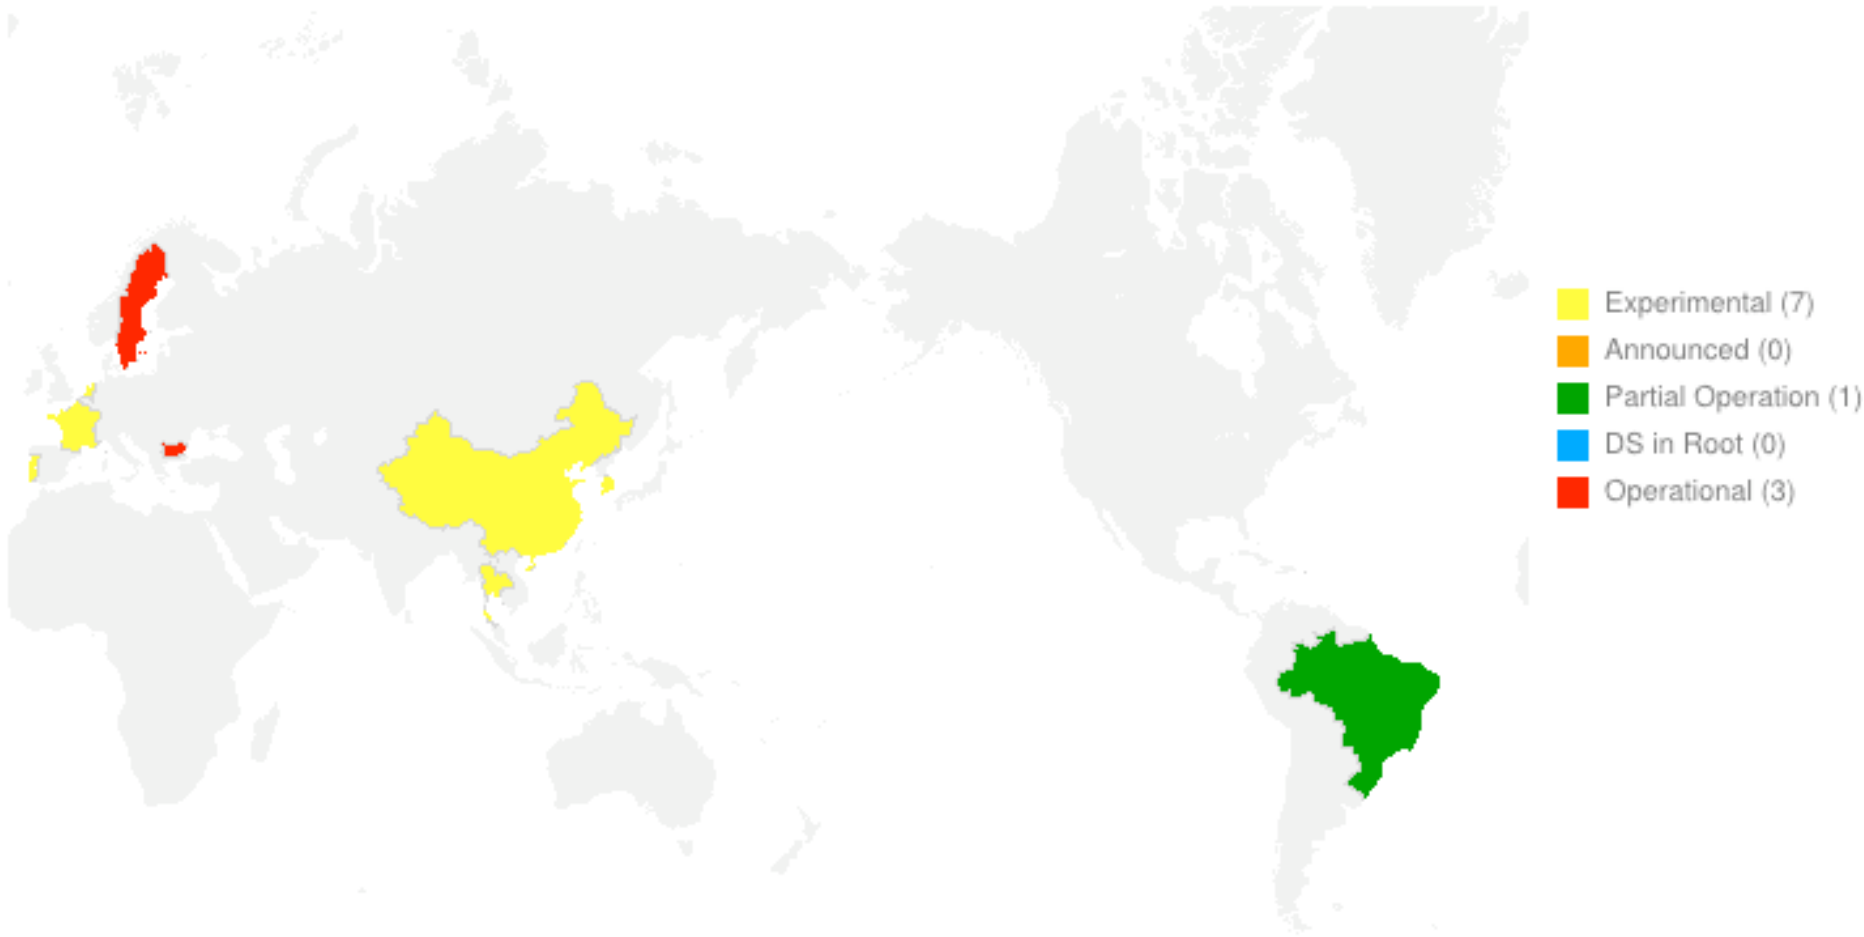 Experimental (7)
Announced (0)
Partial Operation (1)
DS in Root (0)
Operational (3)